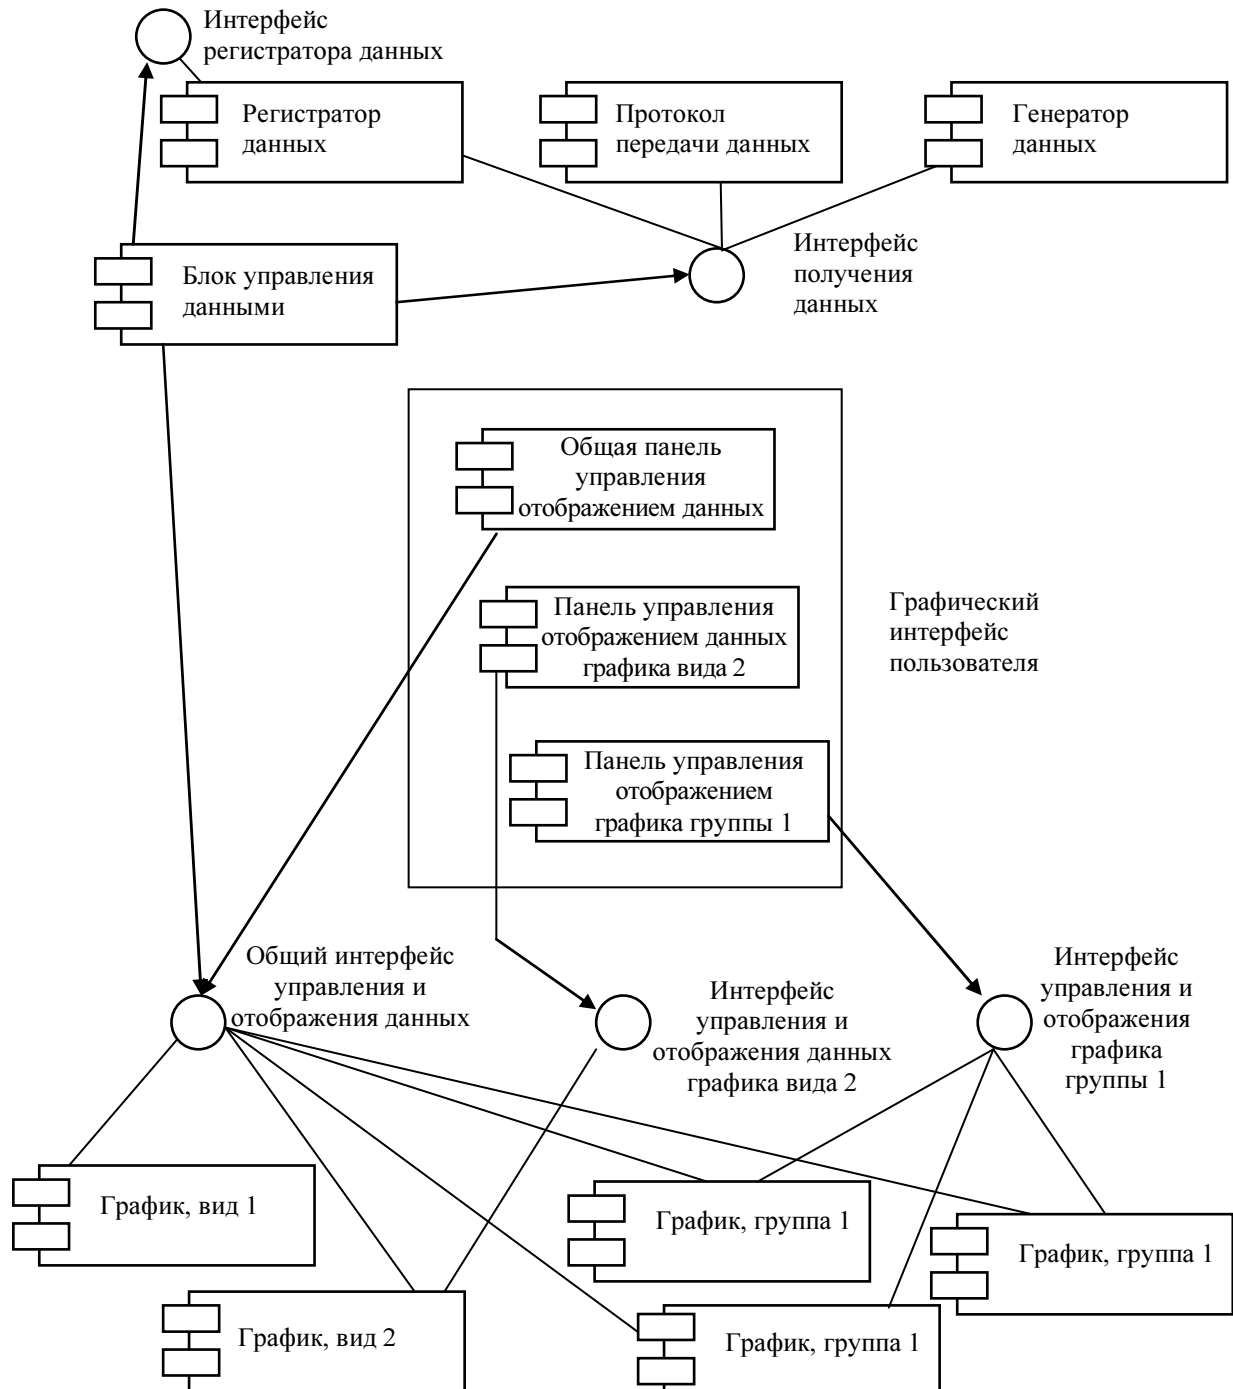 Интерфейс
регистратора данных
Регистратор
данных
Протокол
передачи данных
Генератор
данных
Блок управления
данными
Интерфейс
получения
данных
Общая панель
управления
отображением данных
Панель управления
отображением данных
графика вида 2
Графический
интерфейс
пользователя
Панель управления
отображением
графика группы 1
Общий интерфейс
управления и
отображения данных
Интерфейс
управления и
отображения данных
графика вида 2
Интерфейс
управления и
отображения
графика
группы 1
График, вид 1
График, группа 1
График, группа 1
График, вид 2
График, группа 1